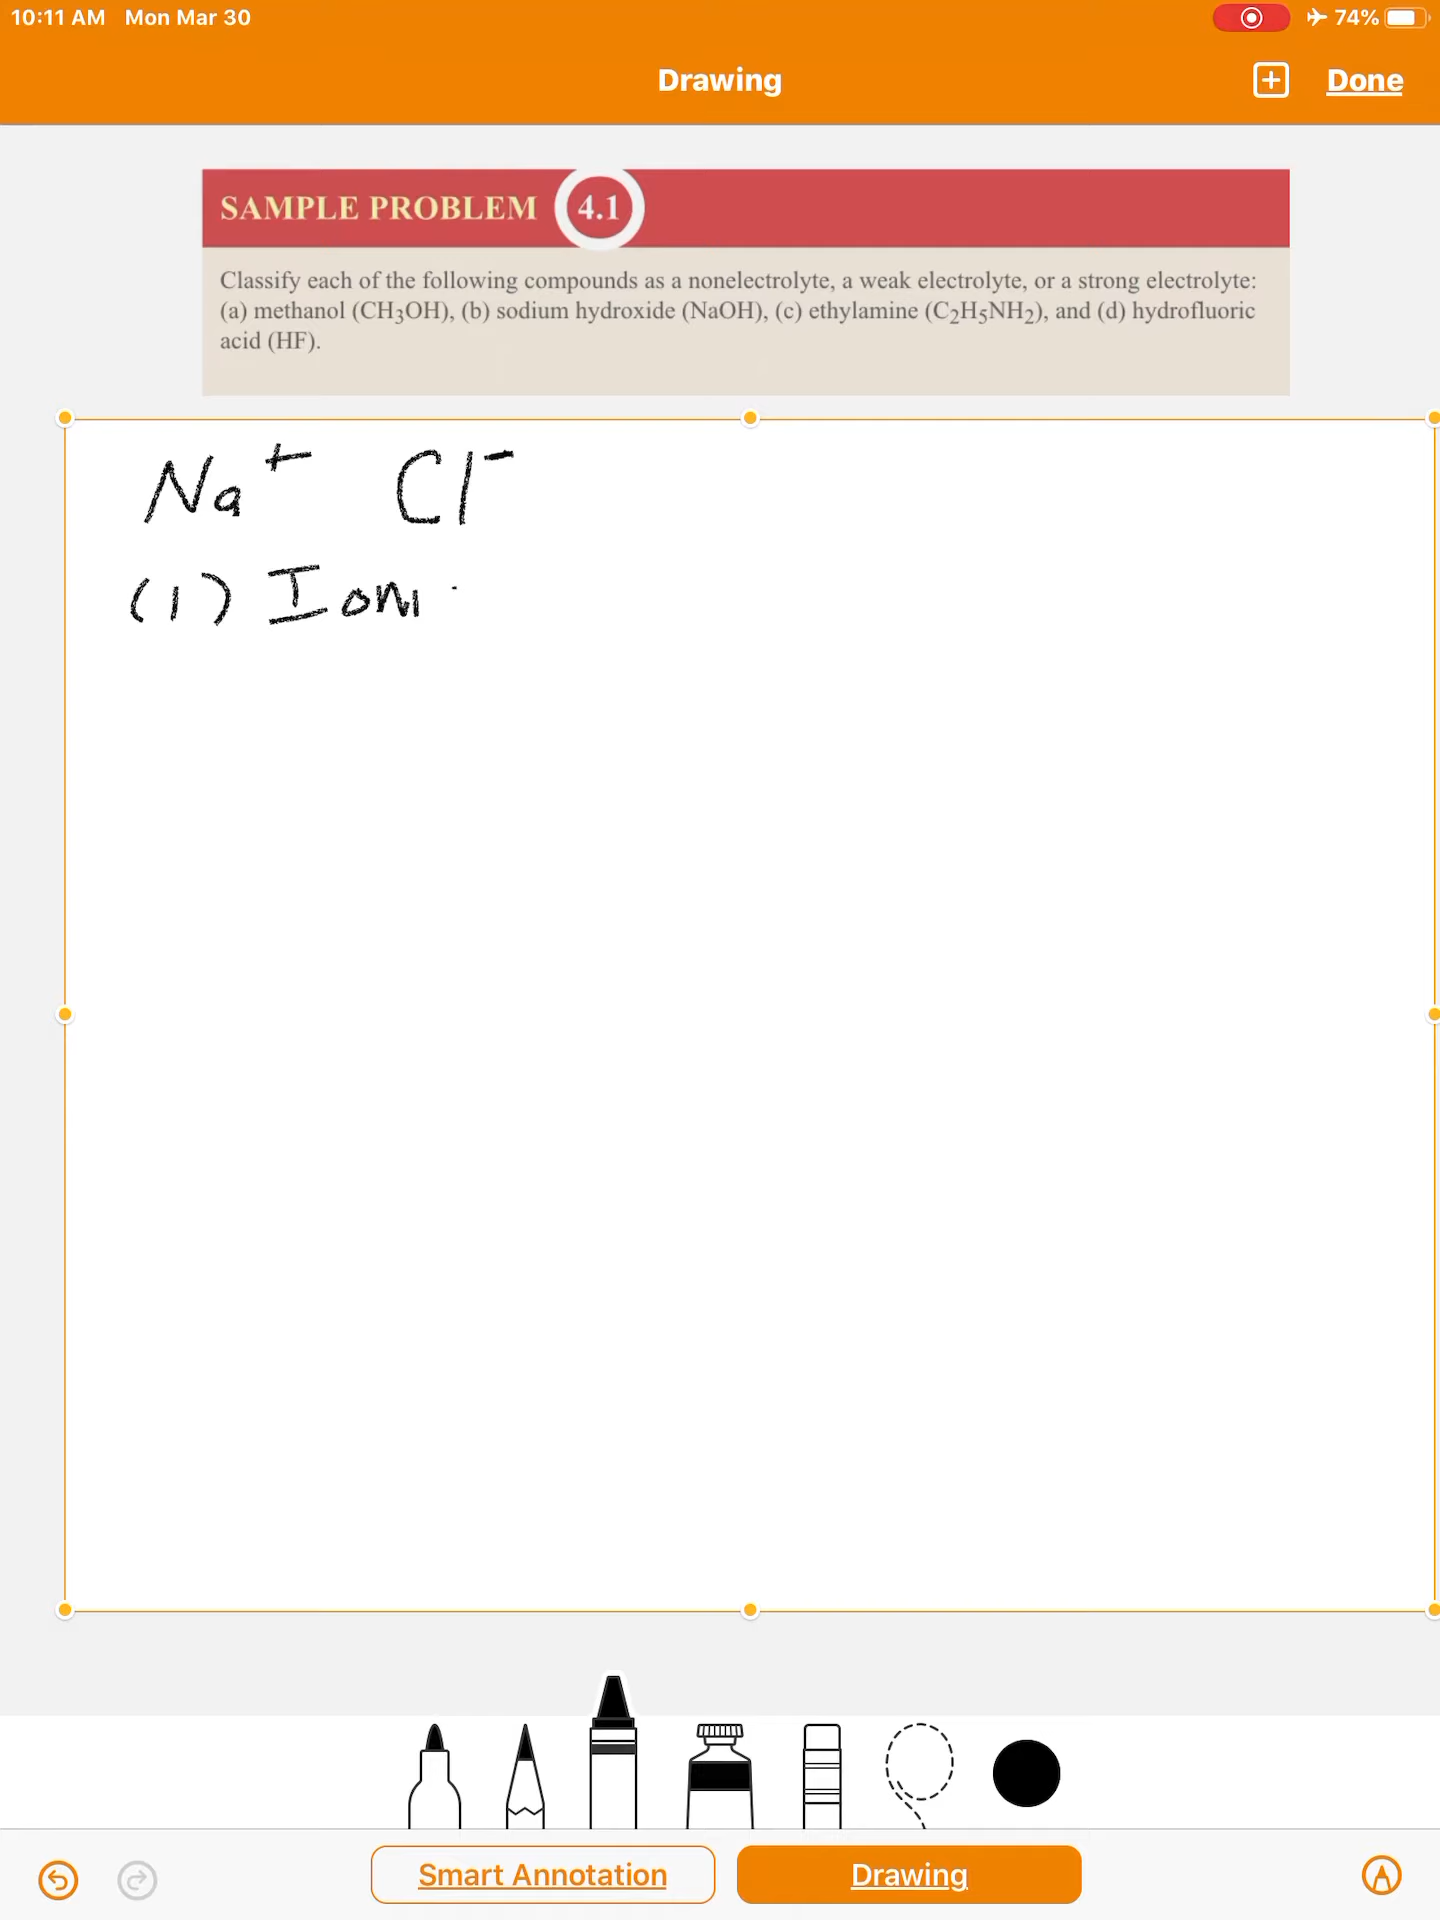 10:11 AM Mon Mar 30 74%
Drawing Done
SAMPLE PROBLEM 4.1
Classify each of the following compounds as a nonelectrolyte, a weak electrolyte, or a strong electrolyte:
(a) methanol (CH₃OH), (b) sodium hydroxide (NaOH), (c) ethylamine (C₂H₅NH₂), and (d) hydrofluoric
acid (HF).
Na⁺ Cl⁻
(1) Ioni
Smart Annotation Drawing